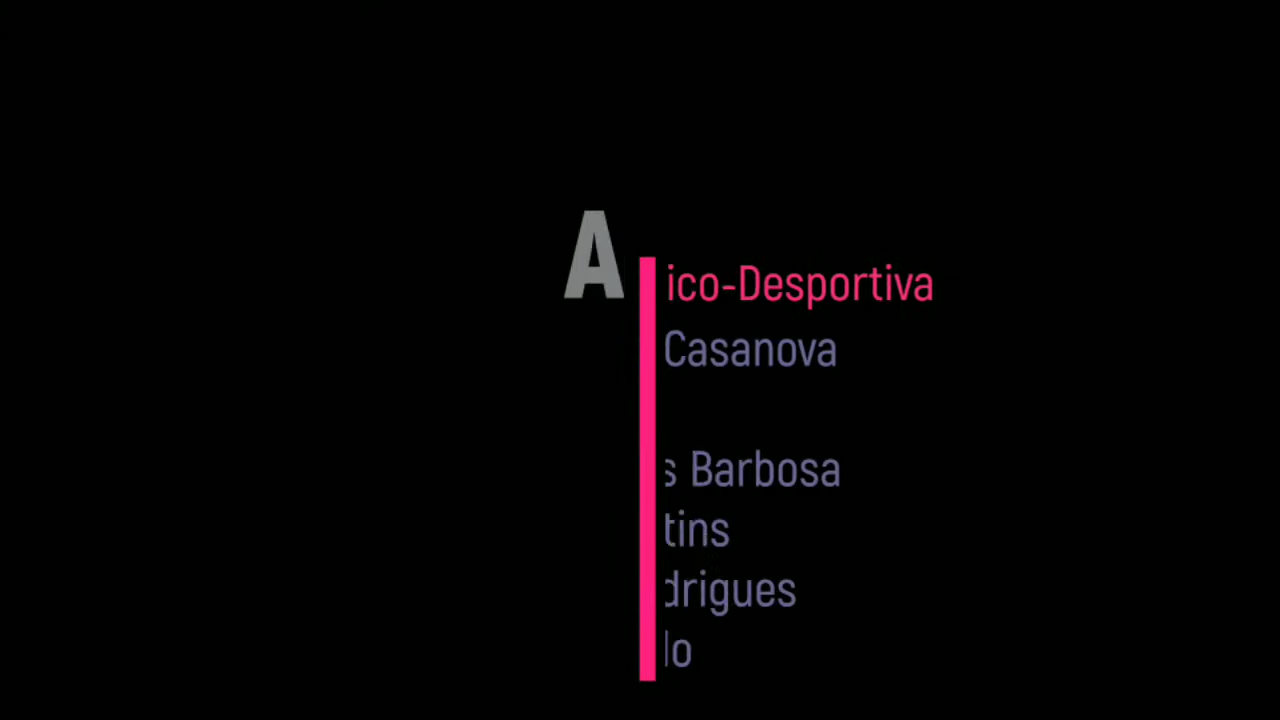 A
ico-Desportiva
Casanova
s Barbosa
tins
drigues
lo